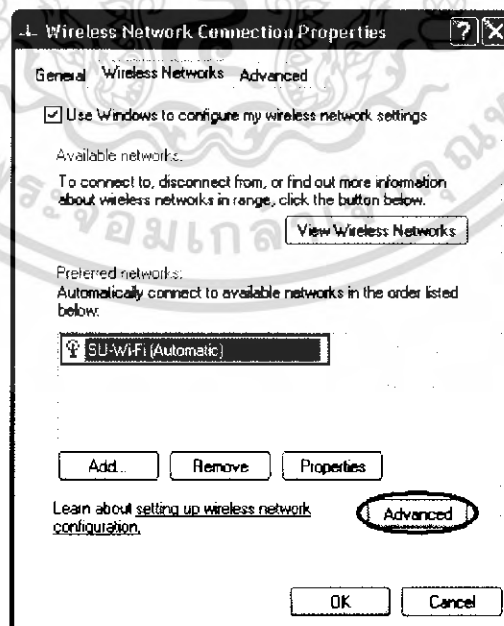 Wireless Network Connection Properties
General Wireless Networks Advanced
Use Windows to configure my wireless network settings
Available networks:
To connect to, disconnect from, or find out more information
about wireless networks in range, click the button below.
View Wireless Networks
Preferred networks:
Automatically connect to available networks in the order listed
below:
SU-WiFi (Automatic)
Add... Remove Properties
Learn about setting up wireless network
configuration.
Advanced
OK Cancel